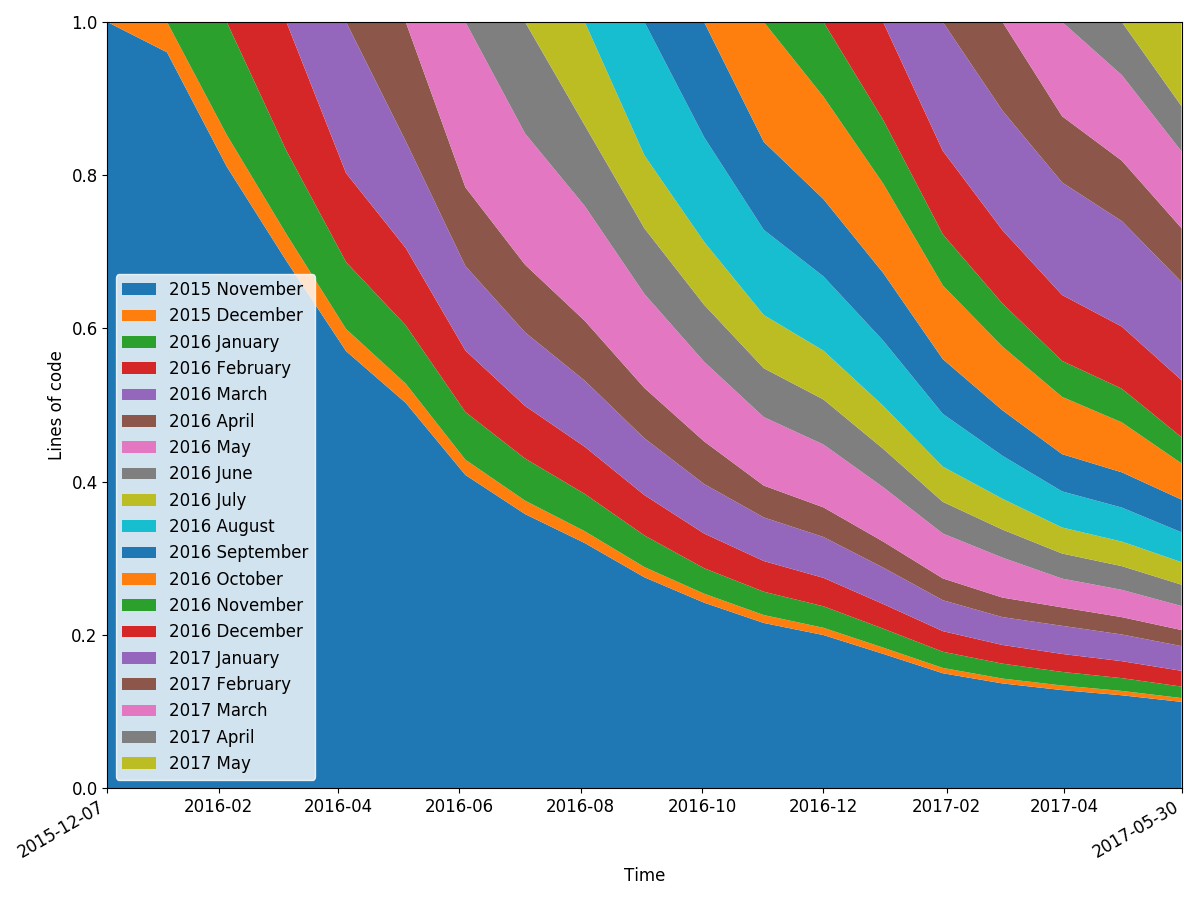 1.0
0.8
0.6
0.4
0.2
0.0
Lines of code
2015 November
2015 December
2016 January
2016 February
2016 March
2016 April
2016 May
2016 June
2016 July
2016 August
2016 September
2016 October
2016 November
2016 December
2017 January
2017 February
2017 March
2017 April
2017 May
2015-12-07
2016-02
2016-04
2016-06
2016-08
2016-10
2016-12
2017-02
2017-04
2017-05-30
Time